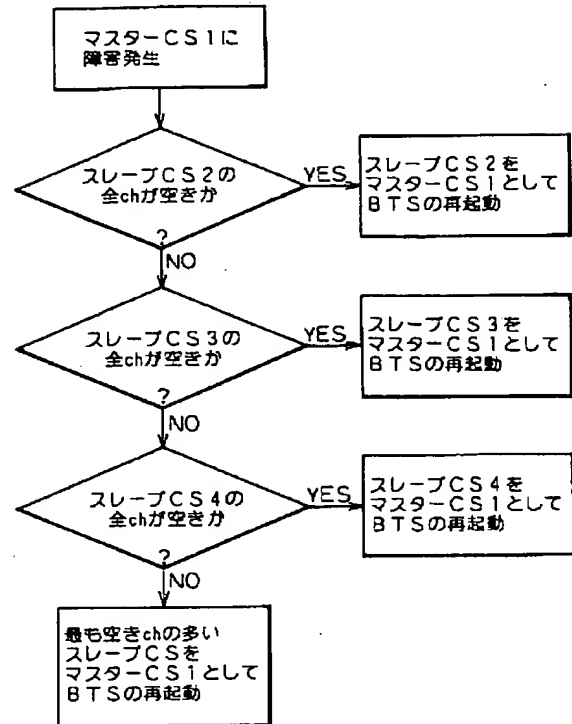 マスターCS1に
障害発生
スレーブCS2の
全chが空きか
?
YES
スレーブCS2を
マスターCS1として
BTSの再起動
NO
スレーブCS3の
全chが空きか
?
YES
スレーブCS3を
マスターCS1として
BTSの再起動
NO
スレーブCS4の
全chが空きか
?
YES
スレーブCS4を
マスターCS1として
BTSの再起動
NO
最も空きchの多い
スレーブCSを
マスターCS1として
BTSの再起動